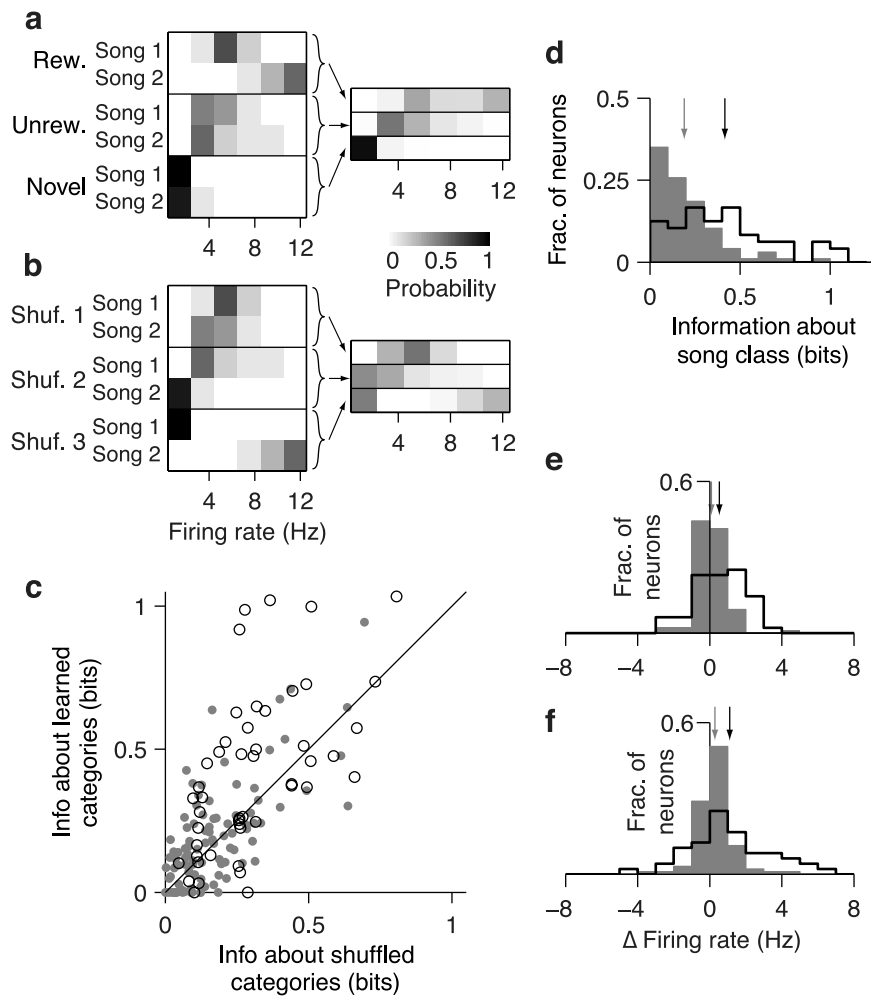 a
Rew.
Song 1
Song 2
Unrew.
Song 1
Song 2
Novel
Song 1
Song 2
4
8
12
4
12
0
0.5
1
Probability
b
Shuf. 1
Song 1
Song 2
Shuf. 2
Song 1
Song 2
Shuf. 3
Song 1
Song 2
4
8
12
4
12
Firing rate (Hz)
c
Info about learned
categories (bits)
1
0.5
0
0
0.5
1
Info about shuffled
categories (bits)
d
Frac. of neurons
0.5
0.25
0
0
0.5
1
Information about
song class (bits)
e
0.6
Frac. of
neurons
−8
−4
0
4
8
f
0.6
Frac. of
neurons
−8
−4
0
4
8
Δ Firing rate (Hz)